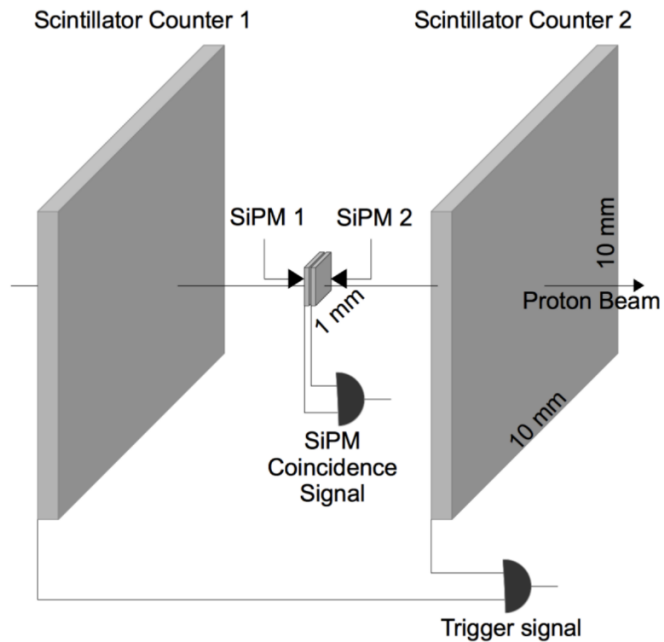 Scintillator Counter 1
Scintillator Counter 2
SiPM 1
SiPM 2
1 mm
10 mm
Proton Beam
10 mm
SiPM
Coincidence
Signal
Trigger signal